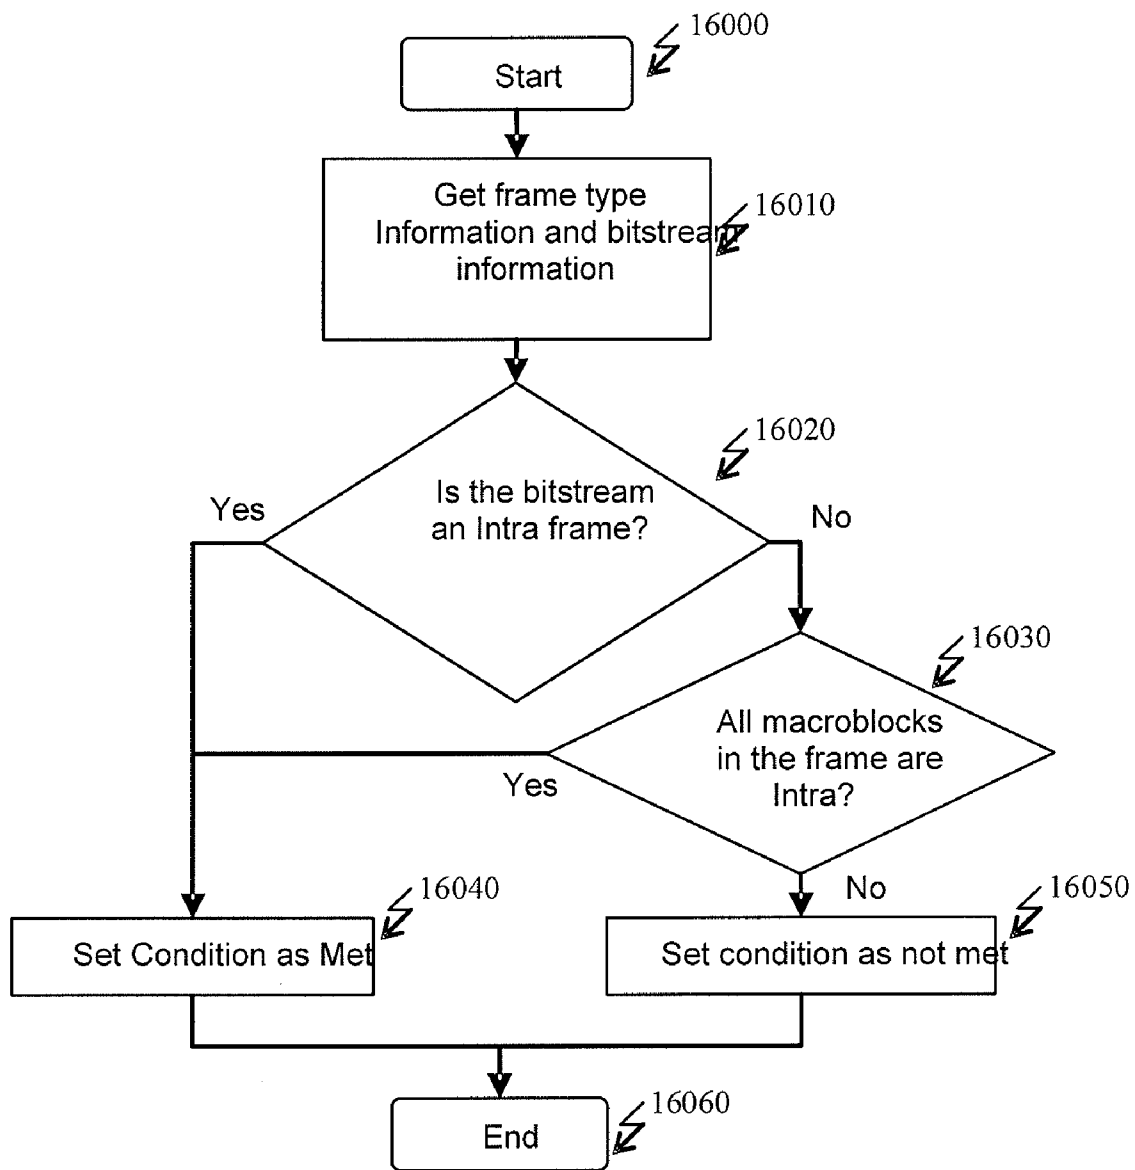 16000
Start
Get frame type
Information and bitstream
information
16010
16020
Is the bitstream
an Intra frame?
Yes
No
16030
All macroblocks
in the frame are
Intra?
Yes
No
16040
Set Condition as Met
16050
Set condition as not met
16060
End